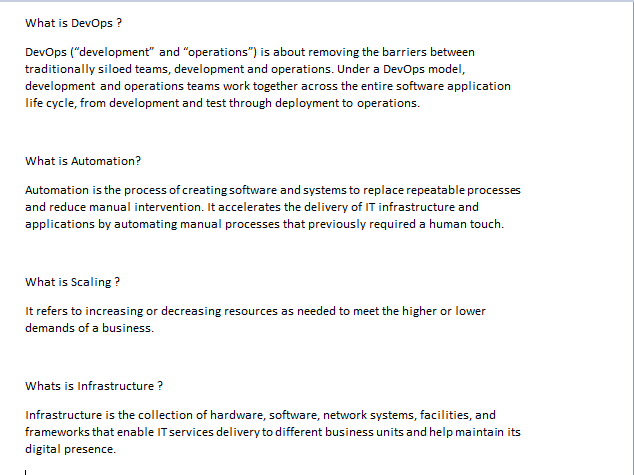 What is DevOps ?
DevOps (“development” and “operations”) is about removing the barriers between
traditionally siloed teams, development and operations. Under a DevOps model,
development and operations teams work together across the entire software application
life cycle, from development and test through deployment to operations.
What is Automation?
Automation is the process of creating software and systems to replace repeatable processes
and reduce manual intervention. It accelerates the delivery of IT infrastructure and
applications by automating manual processes that previously required a human touch.
What is Scaling ?
It refers to increasing or decreasing resources as needed to meet the higher or lower
demands of a business.
Whats is Infrastructure ?
Infrastructure is the collection of hardware, software, network systems, facilities, and
frameworks that enable IT services delivery to different business units and help maintain its
digital presence.